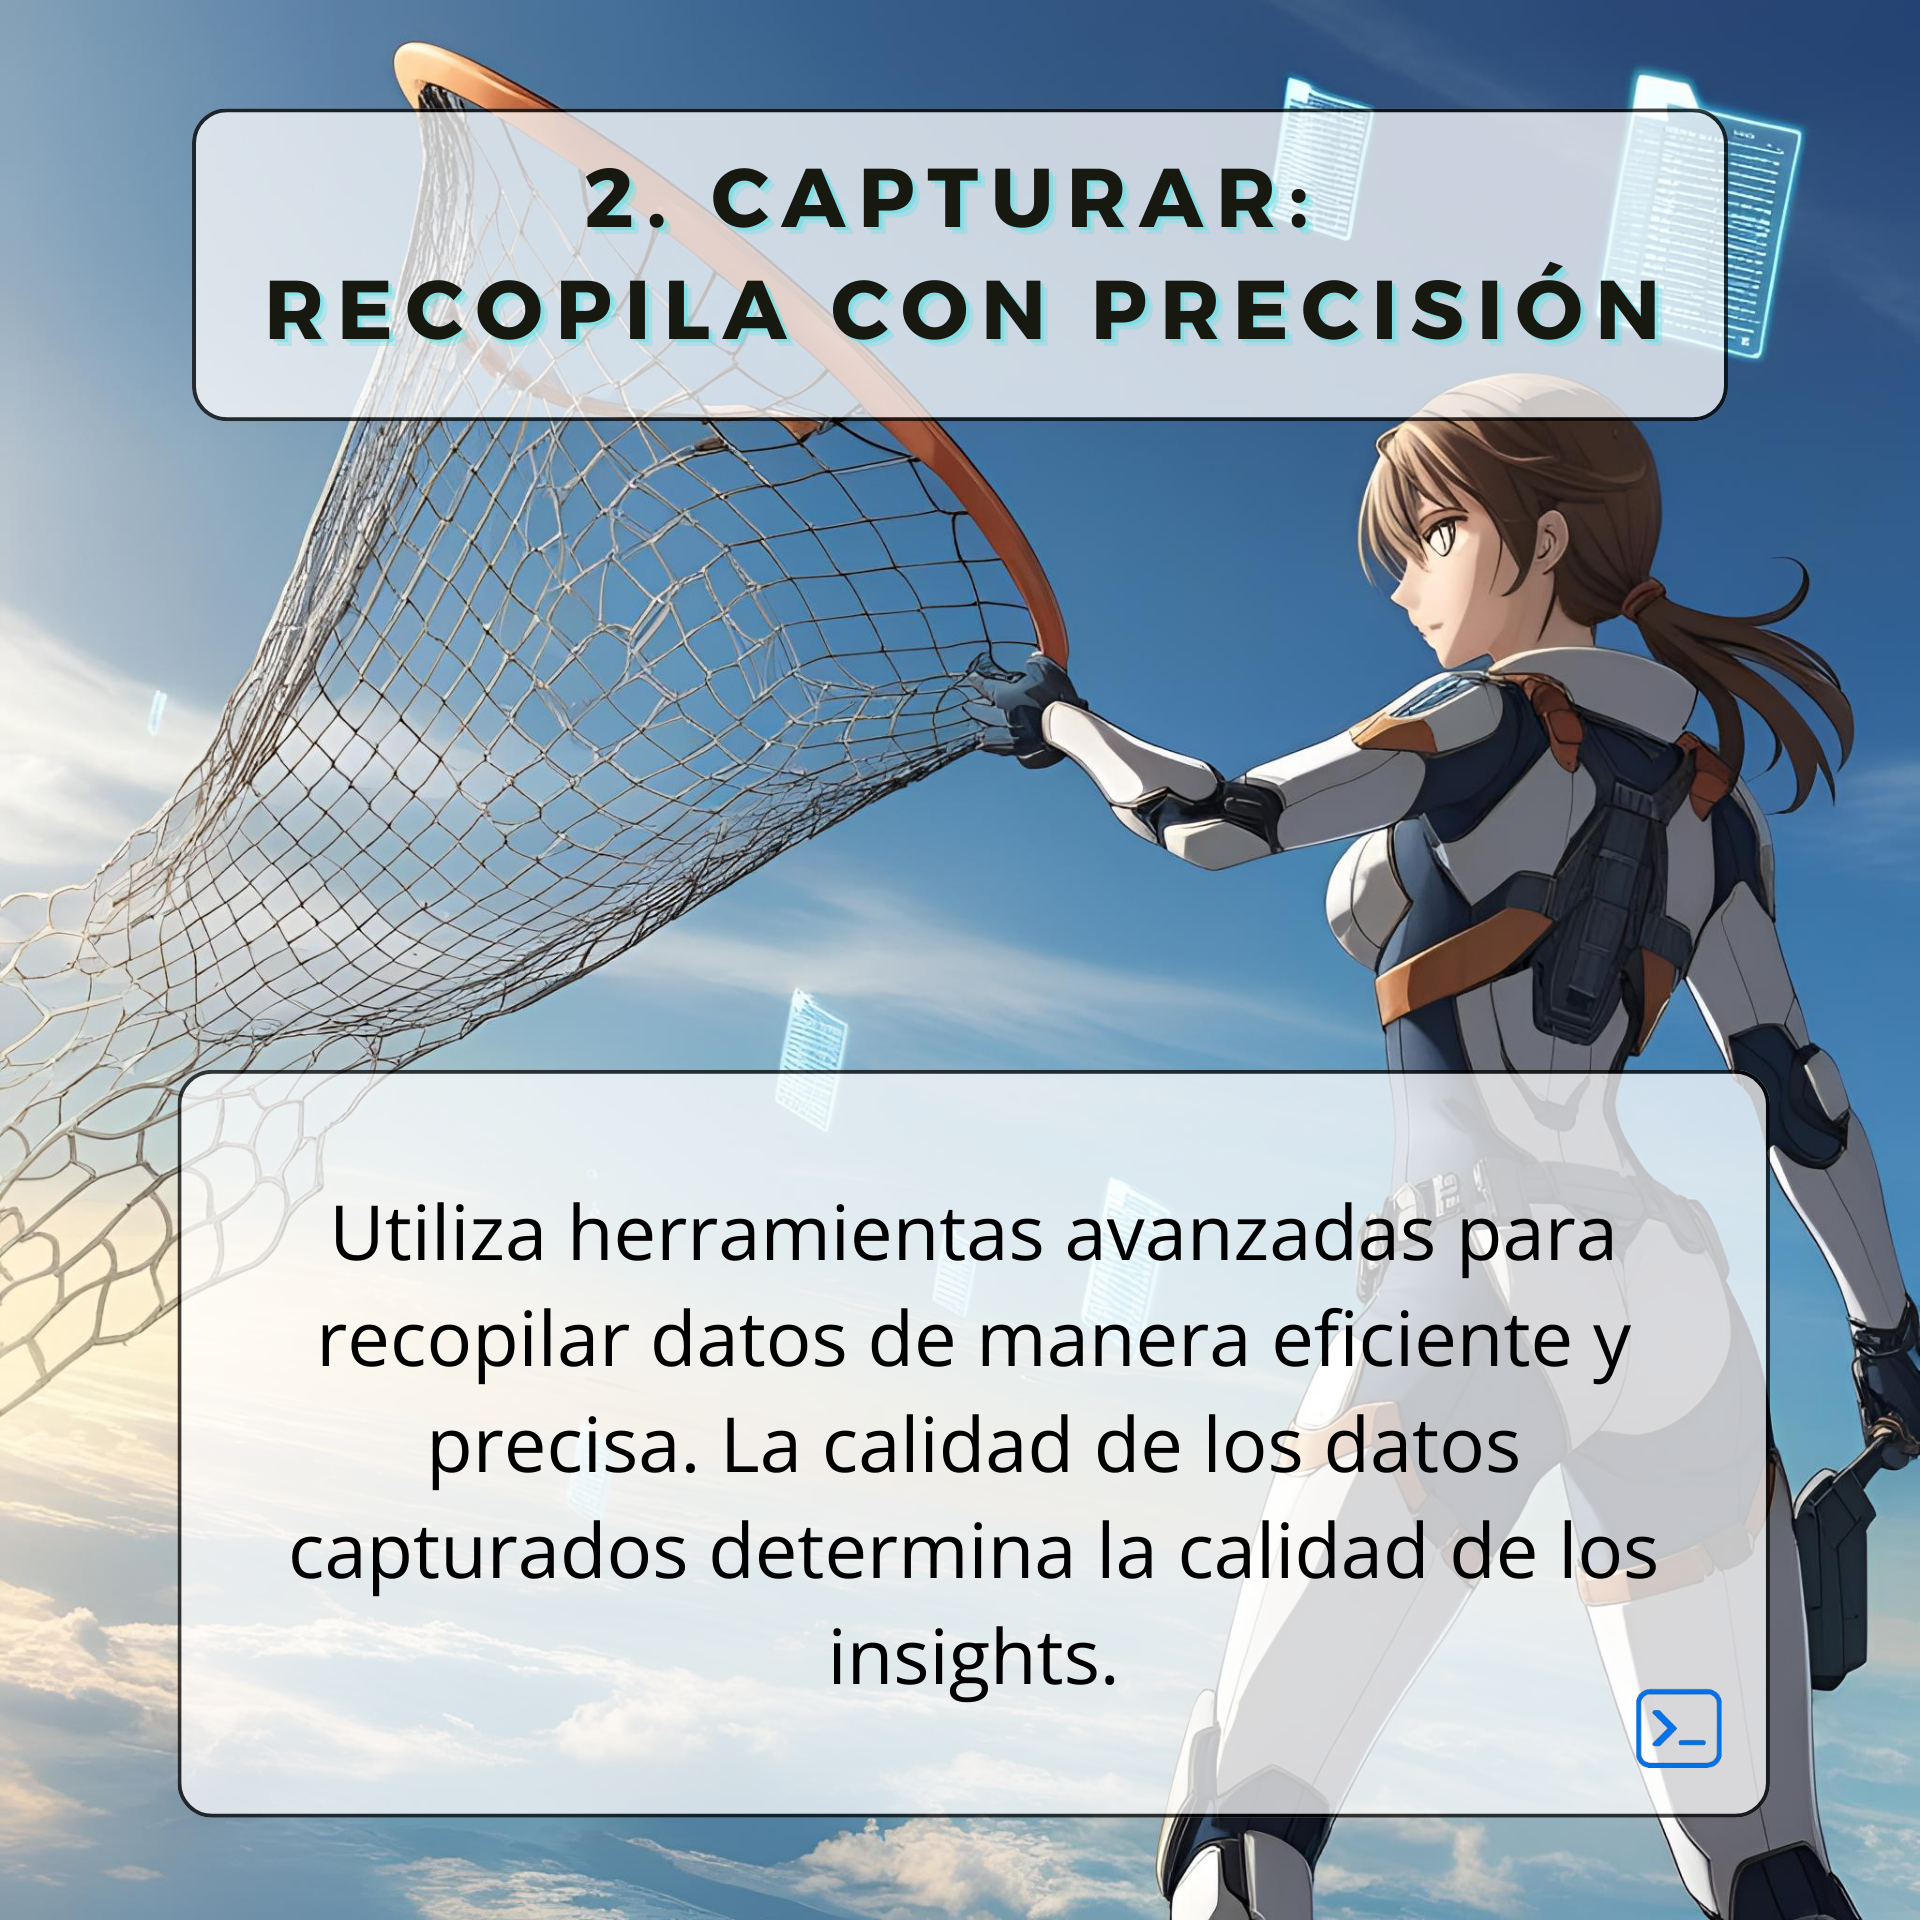 2. CAPTURAR:
RECOPILA CON PRECISIÓN
Utiliza herramientas avanzadas para
recopilar datos de manera eficiente y
precisa. La calidad de los datos
capturados determina la calidad de los
insights.